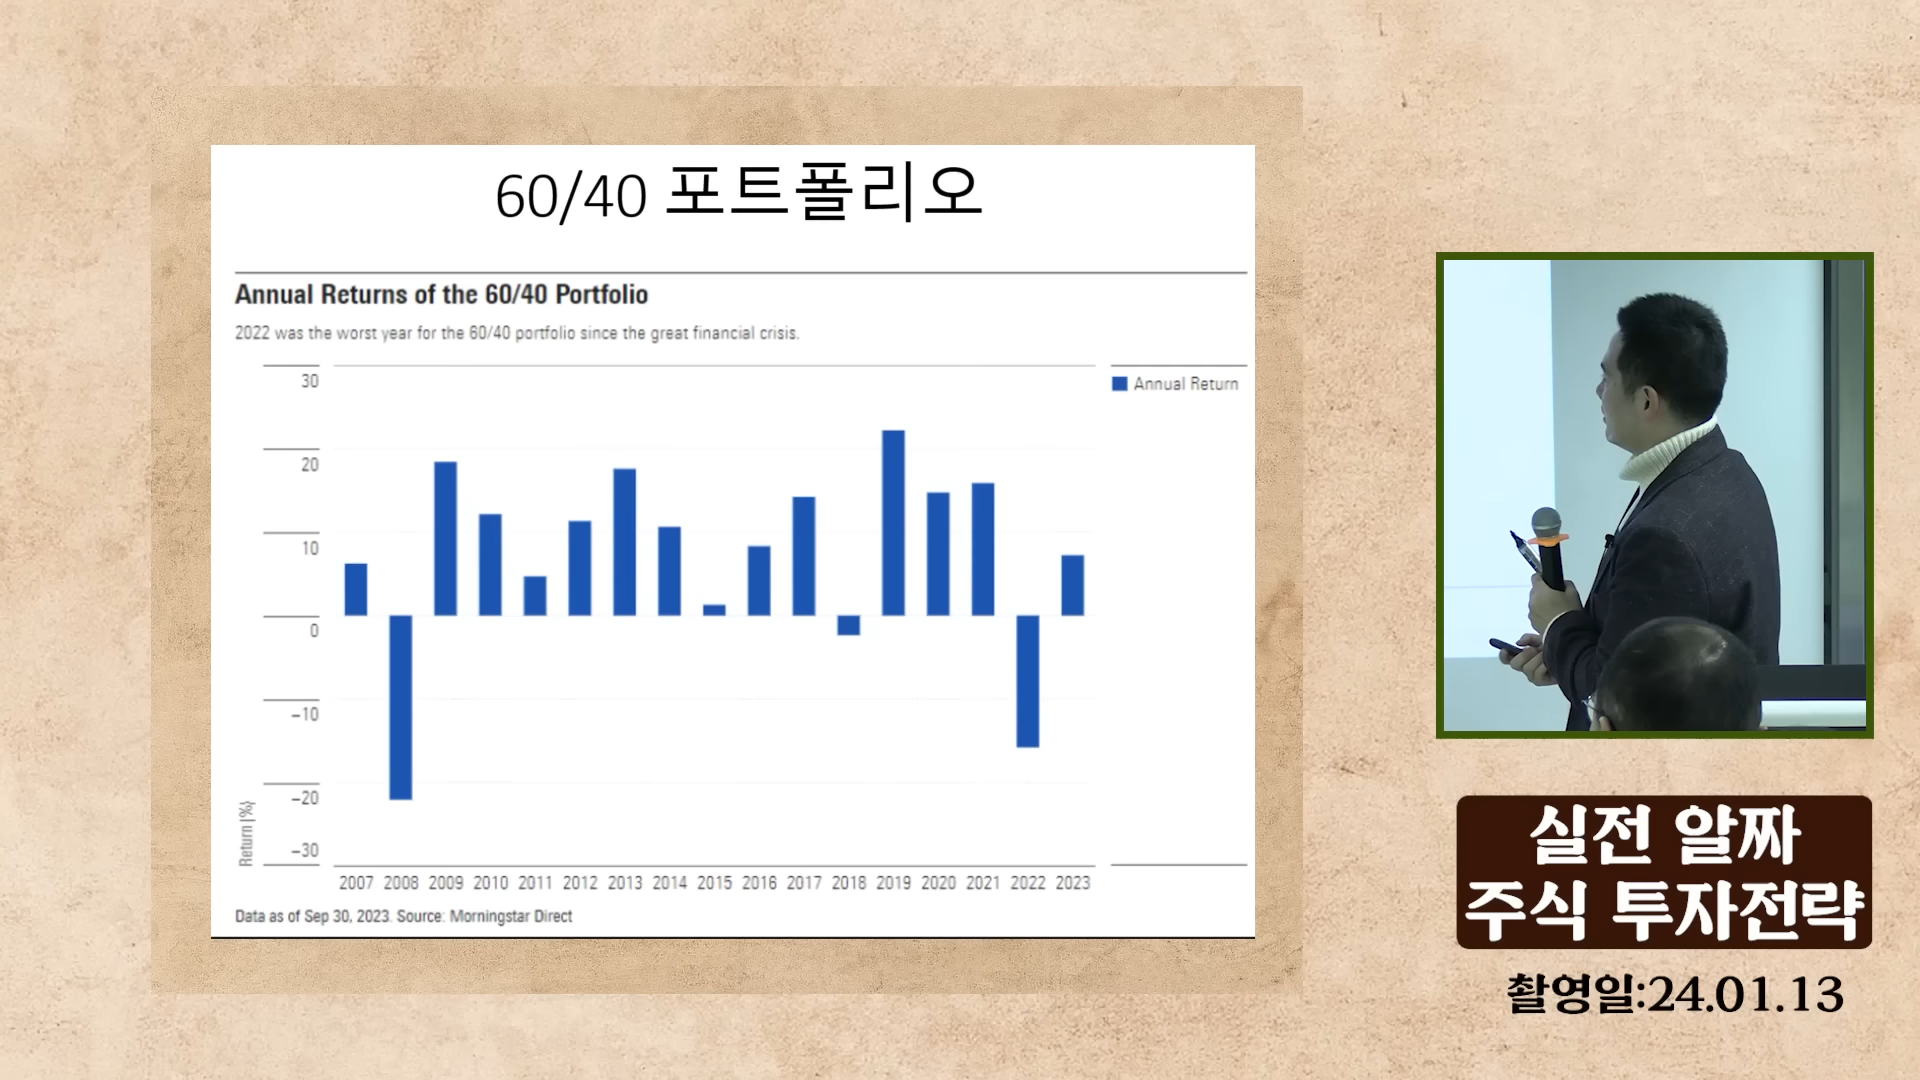 60/40 포트폴리오
Annual Returns of the 60/40 Portfolio
2022 was the worst year for the 60/40 portfolio since the great financial crisis.
30
Annual Return
20
10
0
-10
-20
-30
Return (%)
2007 2008 2009 2010 2011 2012 2013 2014 2015 2016 2017 2018 2019 2020 2021 2022 2023
Data as of Sep 30, 2023. Source: Morningstar Direct
실전 알짜
주식 투자전략
촬영일:24.01.13